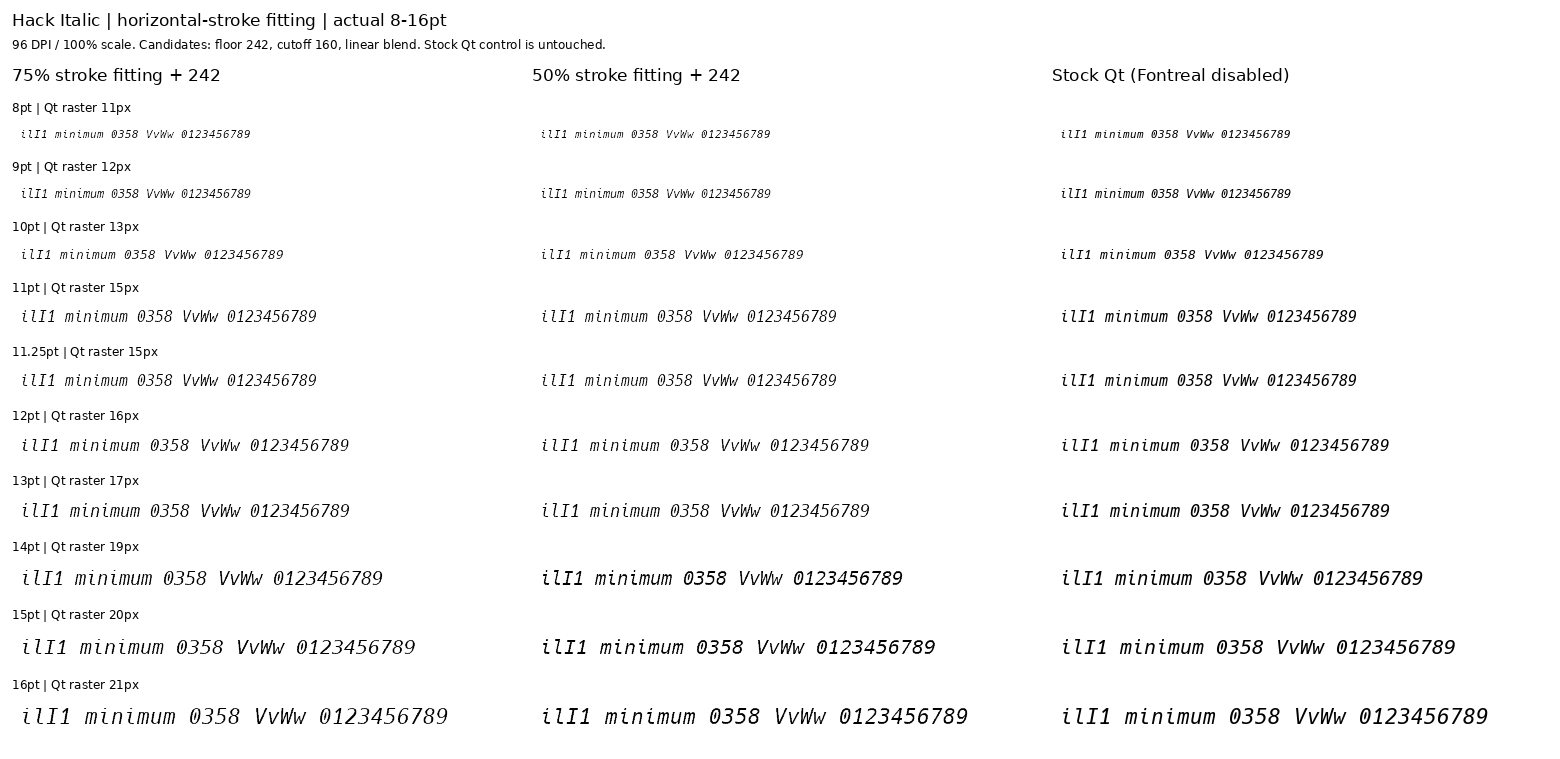 Hack Italic | horizontal-stroke fitting | actual 8-16pt
96 DPI / 100% scale. Candidates: floor 242, cutoff 160, linear blend. Stock Qt control is untouched.
75% stroke fitting + 242 50% stroke fitting + 242 Stock Qt (Fontreal disabled)
8pt | Qt raster 11px
ilI1 minimum 0358 VvWw 0123456789 ilI1 minimum 0358 VvWw 0123456789 ilI1 minimum 0358 VvWw 0123456789
9pt | Qt raster 12px
ilI1 minimum 0358 VvWw 0123456789 ilI1 minimum 0358 VvWw 0123456789 ilI1 minimum 0358 VvWw 0123456789
10pt | Qt raster 13px
ilI1 minimum 0358 VvWw 0123456789 ilI1 minimum 0358 VvWw 0123456789 ilI1 minimum 0358 VvWw 0123456789
11pt | Qt raster 15px
ilI1 minimum 0358 VvWw 0123456789 ilI1 minimum 0358 VvWw 0123456789 ilI1 minimum 0358 VvWw 0123456789
11.25pt | Qt raster 15px
ilI1 minimum 0358 VvWw 0123456789 ilI1 minimum 0358 VvWw 0123456789 ilI1 minimum 0358 VvWw 0123456789
12pt | Qt raster 16px
ilI1 minimum 0358 VvWw 0123456789 ilI1 minimum 0358 VvWw 0123456789 ilI1 minimum 0358 VvWw 0123456789
13pt | Qt raster 17px
ilI1 minimum 0358 VvWw 0123456789 ilI1 minimum 0358 VvWw 0123456789 ilI1 minimum 0358 VvWw 0123456789
14pt | Qt raster 19px
ilI1 minimum 0358 VvWw 0123456789 ilI1 minimum 0358 VvWw 0123456789 ilI1 minimum 0358 VvWw 0123456789
15pt | Qt raster 20px
ilI1 minimum 0358 VvWw 0123456789 ilI1 minimum 0358 VvWw 0123456789 ilI1 minimum 0358 VvWw 0123456789
16pt | Qt raster 21px
ilI1 minimum 0358 VvWw 0123456789 ilI1 minimum 0358 VvWw 0123456789 ilI1 minimum 0358 VvWw 0123456789